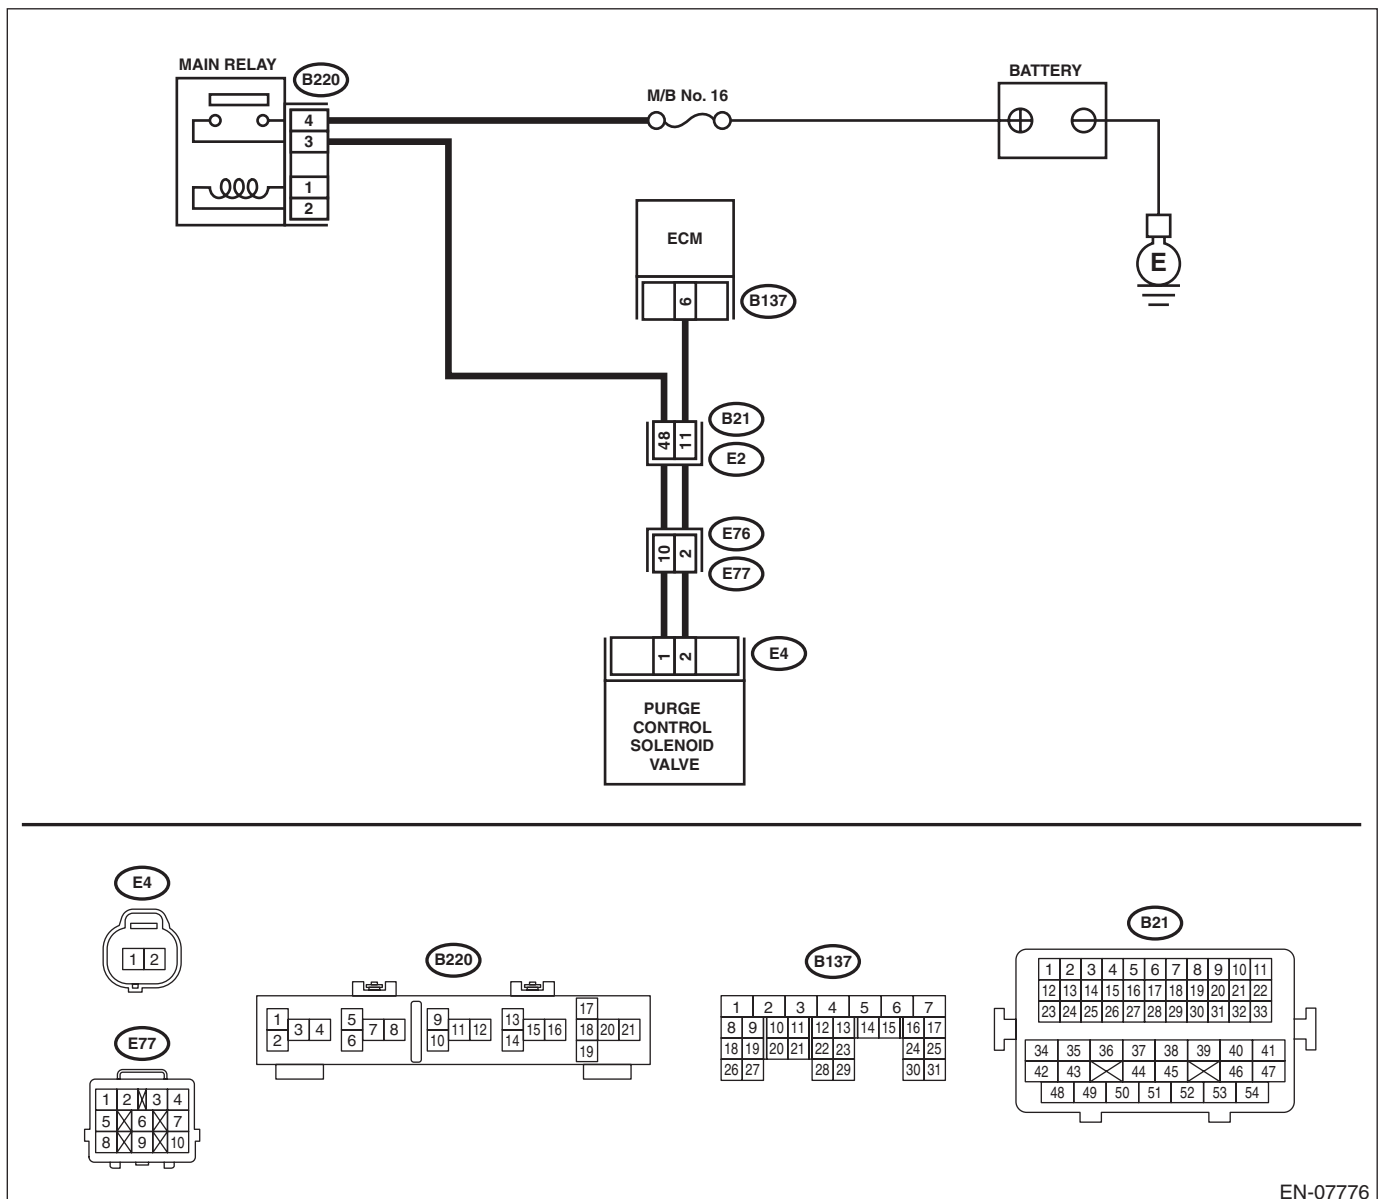 MAIN RELAY
B220
M/B No. 16
BATTERY
4
3
1
2
E
ECM
6
B137
B21
48 11
E2
E76
10 2
E77
1 2
E4
PURGE
CONTROL
SOLENOID
VALVE
E4
1 2
E77
1 2 3 4
5 6 7
8 9 10
B220
1 5 9 13 17
3 4 7 8 11 12 15 16 18 20 21
2 6 10 14 19
B137
1 2 3 4 5 6 7
8 9 10 11 12 13 14 15 16 17
18 19 20 21 22 23 24 25
26 27 28 29 30 31
B21
1 2 3 4 5 6 7 8 9 10 11
12 13 14 15 16 17 18 19 20 21 22
23 24 25 26 27 28 29 30 31 32 33
34 35 36 37 38 39 40 41
42 43 44 45 46 47
48 49 50 51 52 53 54
EN-07776